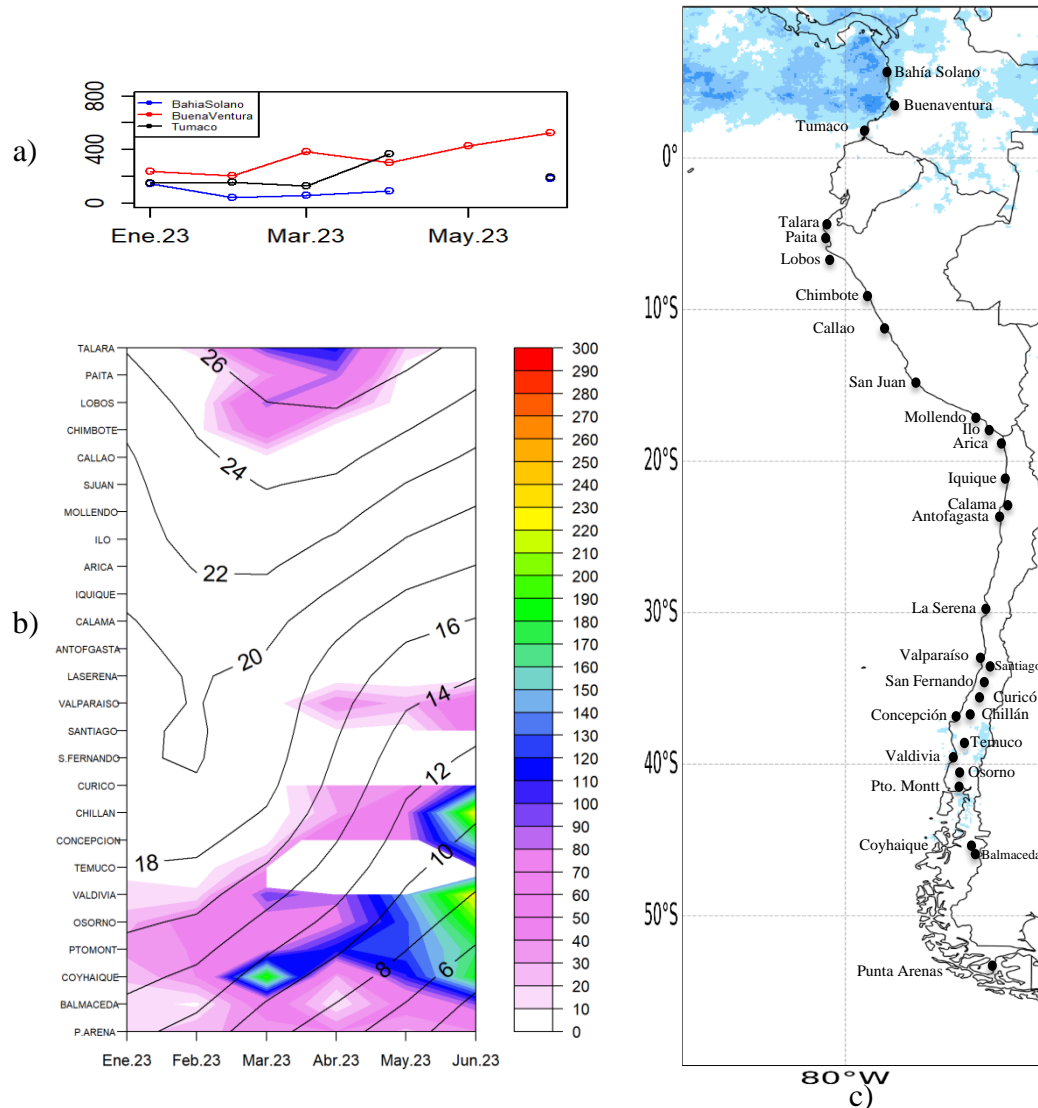 a)
800
400
0
BahiaSolano
BuenaVentura
Tumaco
Ene.23
Mar.23
May.23
b)
TALARA
PAITA
LOBOS
CHIMBOTE
CALLAO
SJUAN
MOLLENDO
ILO
ARICA
IQUIQUE
CALAMA
ANTOFGASTA
LASERENA
VALPARAISO
SANTIAGO
S.FERNANDO
CURICO
CHILLAN
CONCEPCION
TEMUCO
VALDIVIA
OSORNO
PTOMONT
COYHAIQUE
BALMACEDA
P.ARENA
26
24
22
20
18
16
14
12
10
8
6
Ene.23
Feb.23
Mar.23
Abr.23
May.23
Jun.23
300
290
280
270
260
250
240
230
220
210
200
190
180
170
160
150
140
130
120
110
100
90
80
70
60
50
40
30
20
10
0
Bahía Solano
Buenaventura
Tumaco
0°
Talara
Paita
Lobos
Chimbote
10°S
Callao
San Juan
Mollendo
Ilo
Arica
20°S
Iquique
Calama
Antofagasta
La Serena
30°S
Valparaíso
Santiago
San Fernando
Curicó
Concepción
Chillán
Temuco
Valdivia
40°S
Osorno
Pto. Montt
Coyhaique
Balmaceda
50°S
Punta Arenas
80°W
c)